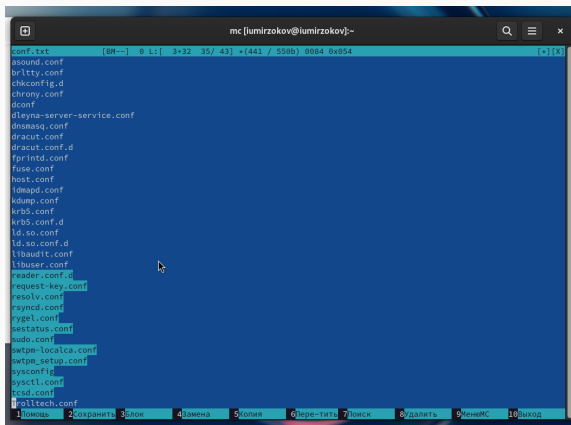 mc [iumirzokov@iumirzokov]:~
conf.txt [BM--] 0 L:[ 3+32 35/ 43] *(441 / 550b) 0084 0x054 [*][X]
asound.conf
brltty.conf
chkconfig.d
chrony.conf
dconf
dleyna-server-service.conf
dnsmasq.conf
dracut.conf
dracut.conf.d
fprintd.conf
fuse.conf
host.conf
idmapd.conf
kdump.conf
krb5.conf
krb5.conf.d
ld.so.conf
ld.so.conf.d
libaudit.conf
libuser.conf
reader.conf.d
request-key.conf
resolv.conf
rsyncd.conf
rygel.conf
sestatus.conf
sudo.conf
swtpm-localca.conf
swtpm_setup.conf
sysconfig
sysctl.conf
tcsd.conf
Trolltech.conf
1Помощь 2Сохранить 3Блок 4Замена 5Копия 6Пере~тить 7Поиск 8Удалить 9МенюMC 10Выход